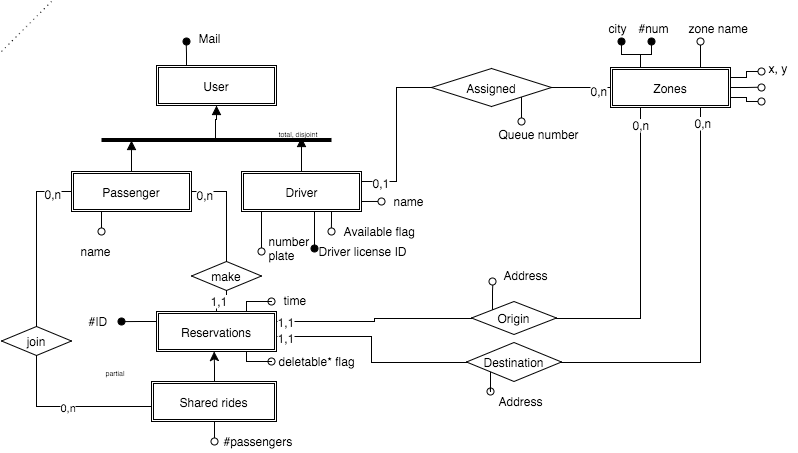 Mail
city #num zone name
User
x, y
Assigned
0,n
Zones
Queue number
total, disjoint
0,n
0,n
Passenger
0,n
0,n
Driver
0,1
name
name
Available flag
number
plate
Driver license ID
make
Address
1,1
time
#ID
Reservations
1,1
Origin
1,1
join
deletable* flag
Destination
partial
Address
0,n
Shared rides
#passengers